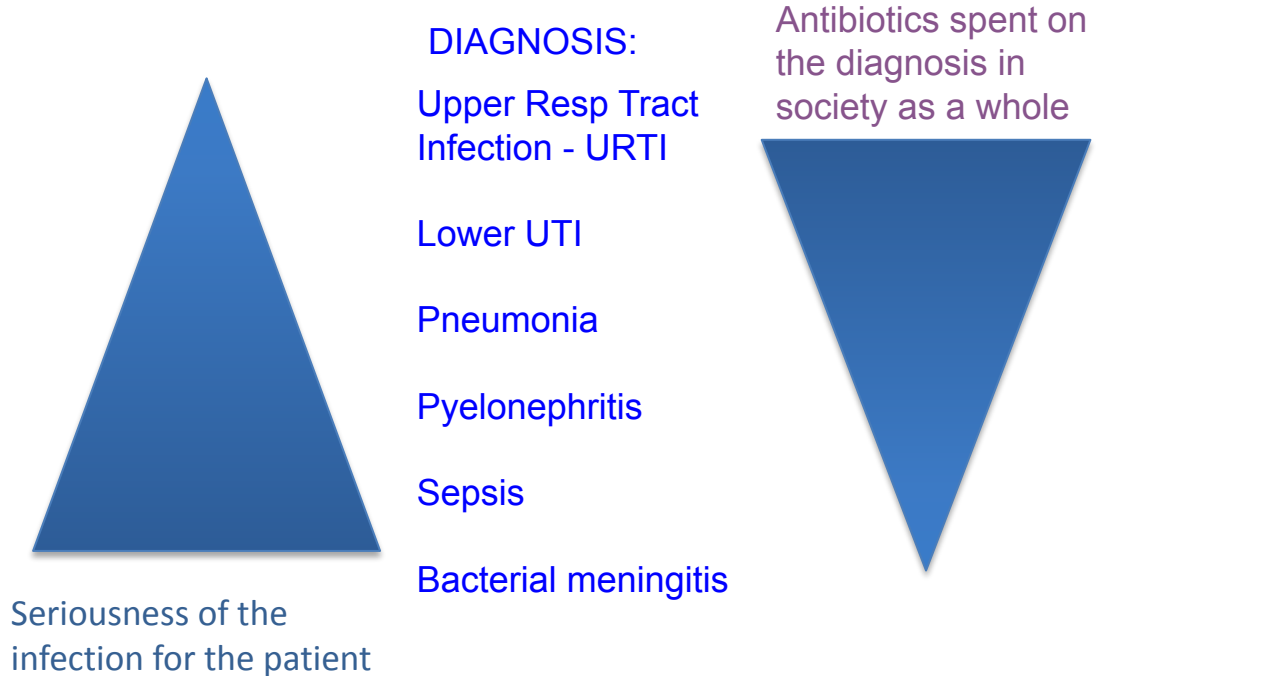 DIAGNOSIS:
Upper Resp Tract
Infection - URTI
Lower UTI
Pneumonia
Pyelonephritis
Sepsis
Bacterial meningitis
Antibiotics spent on
the diagnosis in
society as a whole
Seriousness of the
infection for the patient